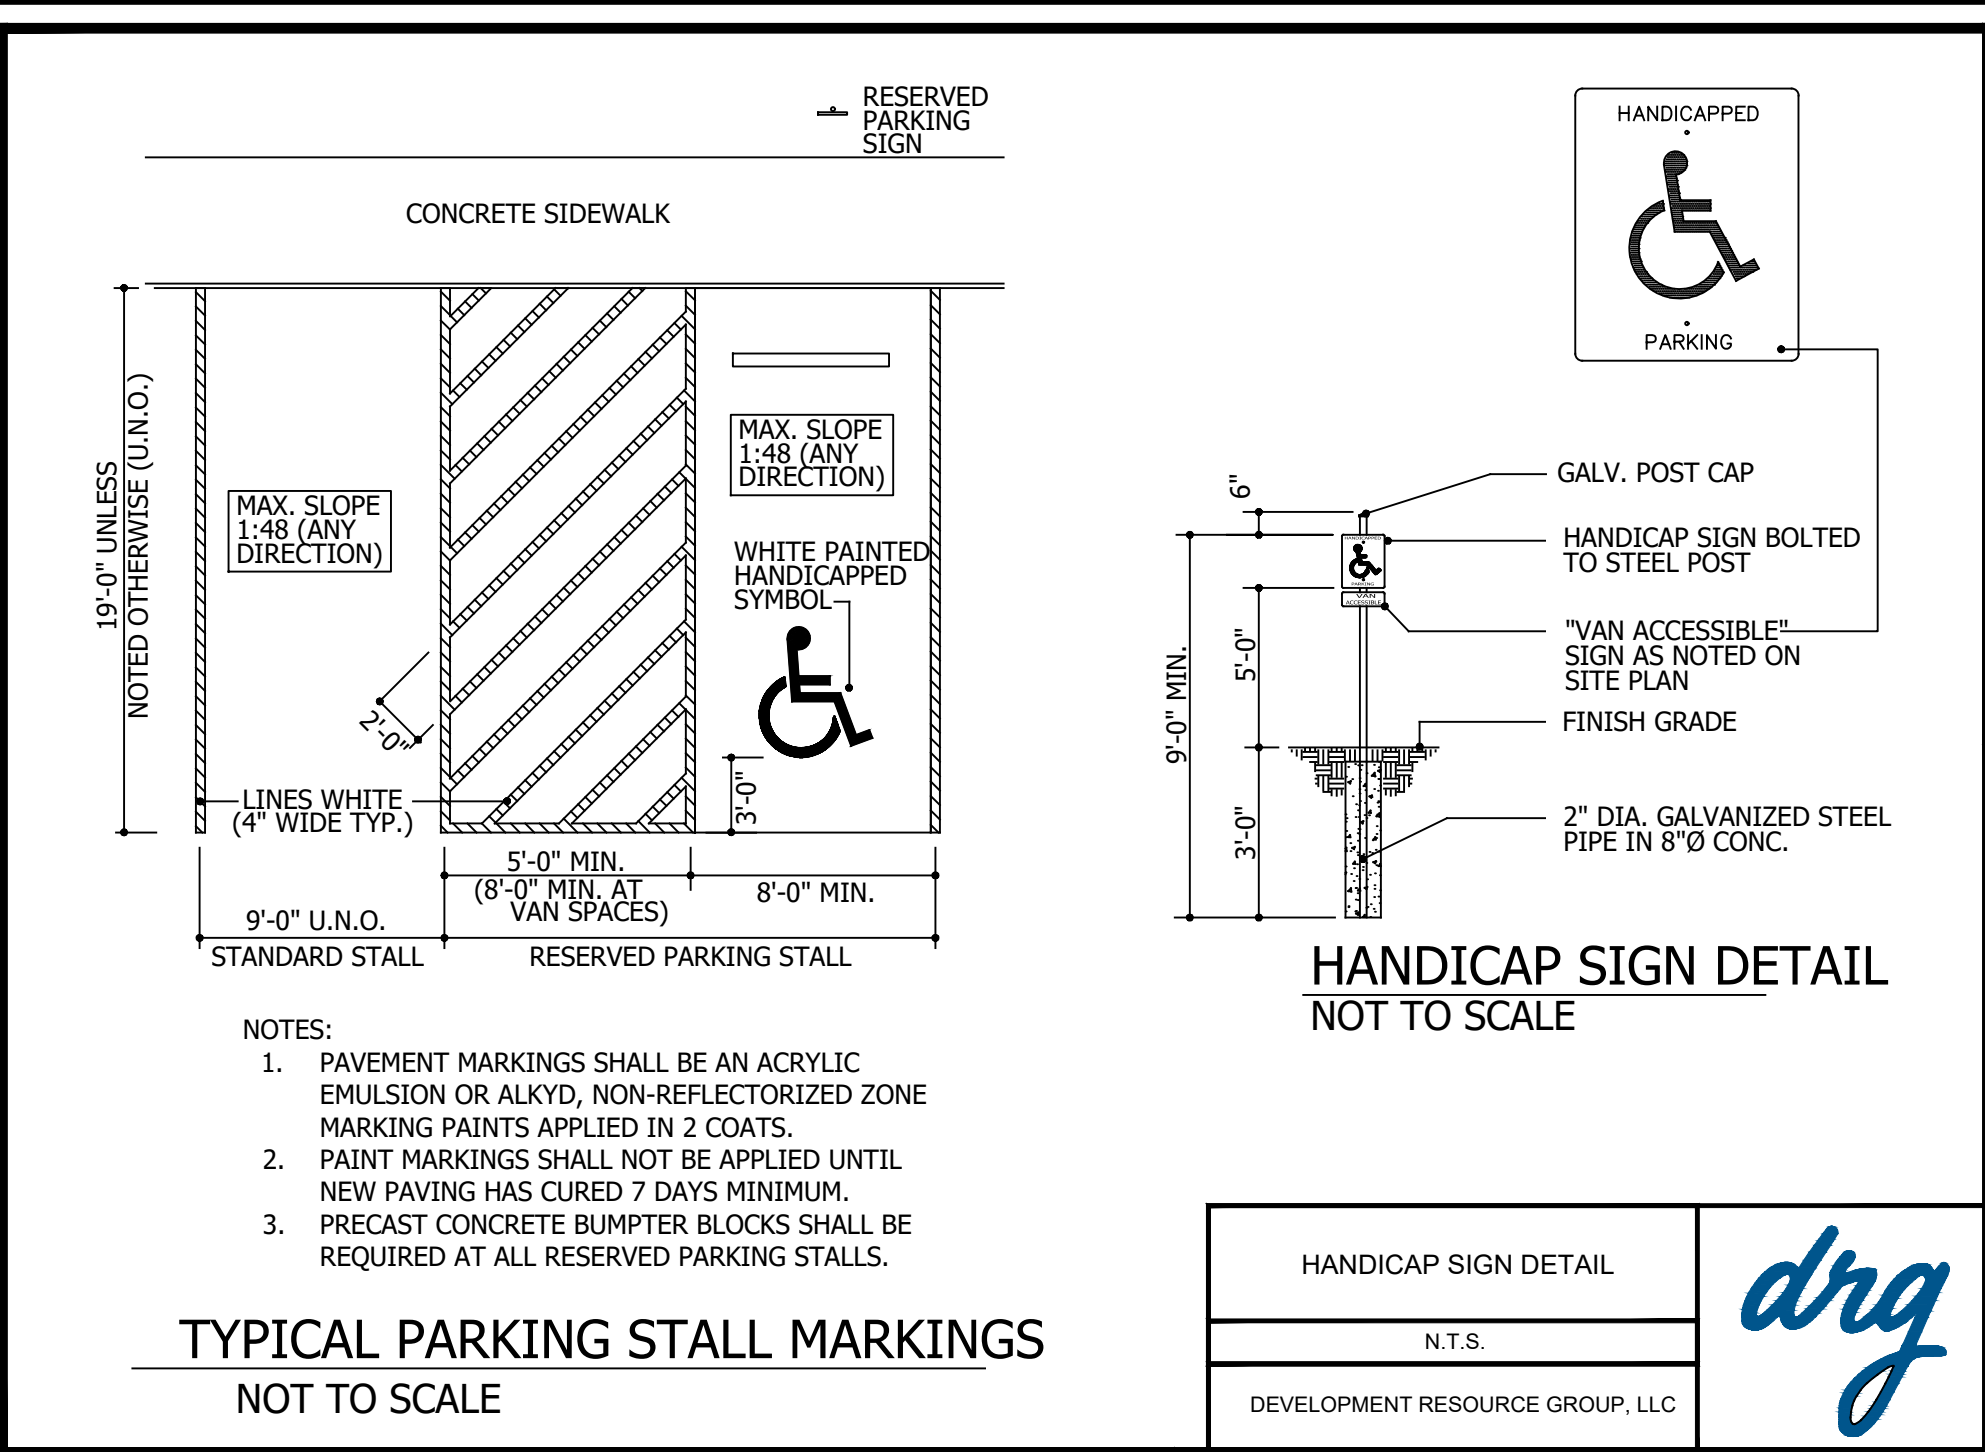 RESERVED
PARKING
SIGN
CONCRETE SIDEWALK
19'-0" UNLESS
NOTED OTHERWISE (U.N.O.)
MAX. SLOPE
1:48 (ANY
DIRECTION)
MAX. SLOPE
1:48 (ANY
DIRECTION)
WHITE PAINTED
HANDICAPPED
SYMBOL
2'-0"
LINES WHITE
(4" WIDE TYP.)
3'-0"
5'-0" MIN.
(8'-0" MIN. AT
VAN SPACES)
8'-0" MIN.
9'-0" U.N.O.
STANDARD STALL
RESERVED PARKING STALL
NOTES:
1. PAVEMENT MARKINGS SHALL BE AN ACRYLIC
EMULSION OR ALKYD, NON-REFLECTORIZED ZONE
MARKING PAINTS APPLIED IN 2 COATS.
2. PAINT MARKINGS SHALL NOT BE APPLIED UNTIL
NEW PAVING HAS CURED 7 DAYS MINIMUM.
3. PRECAST CONCRETE BUMPTER BLOCKS SHALL BE
REQUIRED AT ALL RESERVED PARKING STALLS.
TYPICAL PARKING STALL MARKINGS
NOT TO SCALE
HANDICAPPED
PARKING
6"
GALV. POST CAP
HANDICAPPED
PARKING
HANDICAP SIGN BOLTED
TO STEEL POST
VAN
ACCESSIBLE
"VAN ACCESSIBLE"
SIGN AS NOTED ON
SITE PLAN
5'-0"
9'-0" MIN.
FINISH GRADE
3'-0"
2" DIA. GALVANIZED STEEL
PIPE IN 8"Ø CONC.
HANDICAP SIGN DETAIL
NOT TO SCALE
HANDICAP SIGN DETAIL
N.T.S.
DEVELOPMENT RESOURCE GROUP, LLC
drg